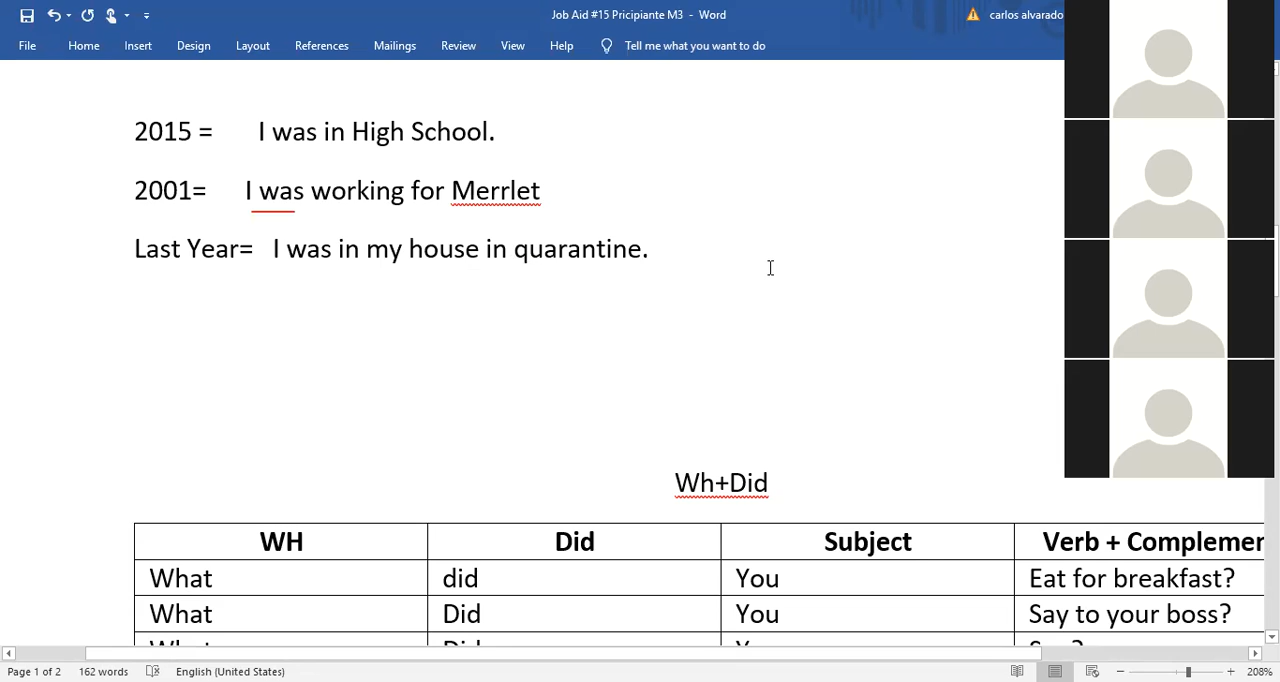 Job Aid #15 Pricipiante M3 - Word
carlos alvarado
File Home Insert Design Layout References Mailings Review View Help Tell me what you want to do
2015 = I was in High School.
2001= I was working for Merrlet
Last Year= I was in my house in quarantine.
Wh+Did
WH Did Subject Verb + Complemen
What did You Eat for breakfast?
What Did You Say to your boss?
Page 1 of 2 162 words English (United States) 208%